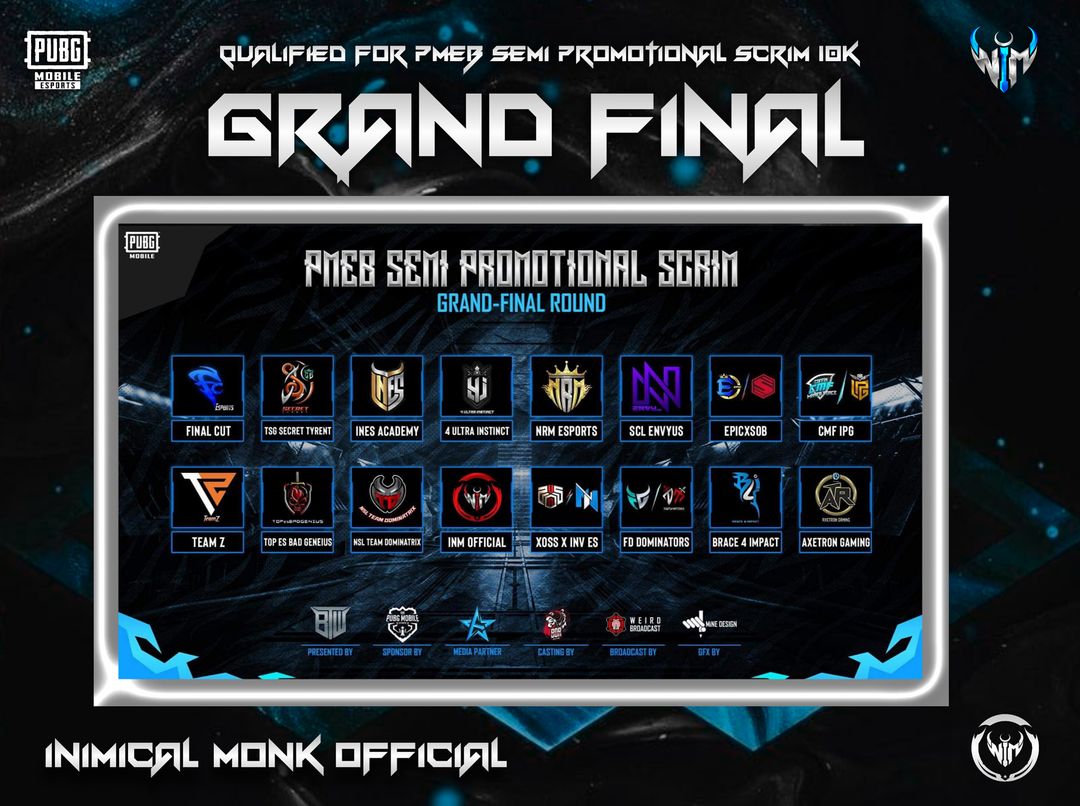 PUBG
MOBILE
ESPORTS
QUALIFIED FOR PMEB SEMI PROMOTIONAL SCRIM 10K
GRAND FINAL
PUBG
MOBILE
PMEB SEMI PROMOTIONAL SCRIM
GRAND-FINAL ROUND
FINAL CUT
TSG SECRET TYRENT
INES ACADEMY
4 ULTRA INSTINCT
NRM ESPORTS
SCL ENVYUS
EPICXSOB
CMF IPG
TEAM Z
TOP ES BAD GENEIUS
NSL TEAM DOMINATRIX
INM OFFICIAL
XOSS X INV ES
FD DOMINATORS
BRACE 4 IMPACT
AXETRON GAMING
PUBG MOBILE
WEIRD
BROADCAST
MINE DESIGN
PRESENTED BY
SPONSOR BY
MEDIA PARTNER
CASTING BY
BROADCAST BY
GFX BY
INIMICAL MONK OFFICIAL